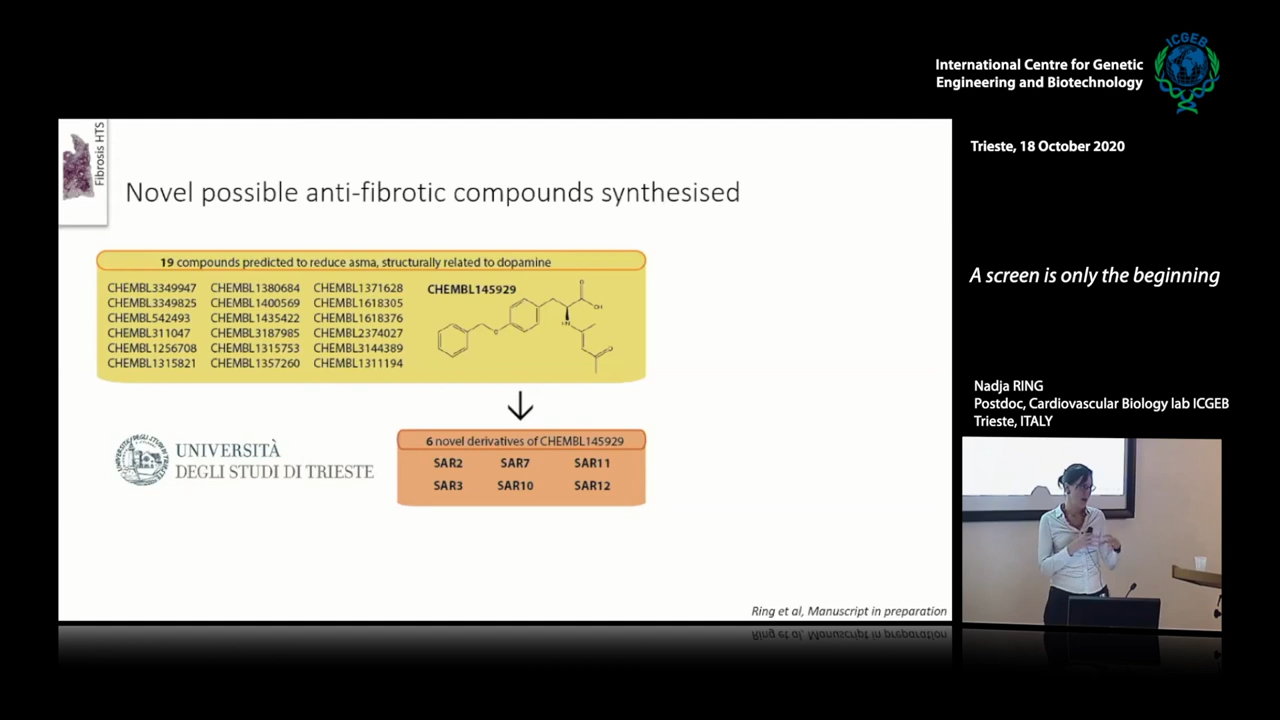 ICGEB
International Centre for Genetic
Engineering and Biotechnology
Trieste, 18 October 2020
A screen is only the beginning
Nadja RING
Postdoc, Cardiovascular Biology lab ICGEB
Trieste, ITALY
Fibrosis HTS
Novel possible anti-fibrotic compounds synthesised
19 compounds predicted to reduce asma, structurally related to dopamine
CHEMBL3349947 CHEMBL1380684 CHEMBL1371628
CHEMBL3349825 CHEMBL1400569 CHEMBL1618305
CHEMBL542493 CHEMBL1435422 CHEMBL1618376
CHEMBL311047 CHEMBL3187985 CHEMBL2374027
CHEMBL1256708 CHEMBL1315753 CHEMBL3144389
CHEMBL1315821 CHEMBL1357260 CHEMBL1311194
CHEMBL145929
O
OH
HN
O
O
UNIVERSITÀ
DEGLI STUDI DI TRIESTE
6 novel derivatives of CHEMBL145929
SAR2 SAR7 SAR11
SAR3 SAR10 SAR12
Ring et al, Manuscript in preparation